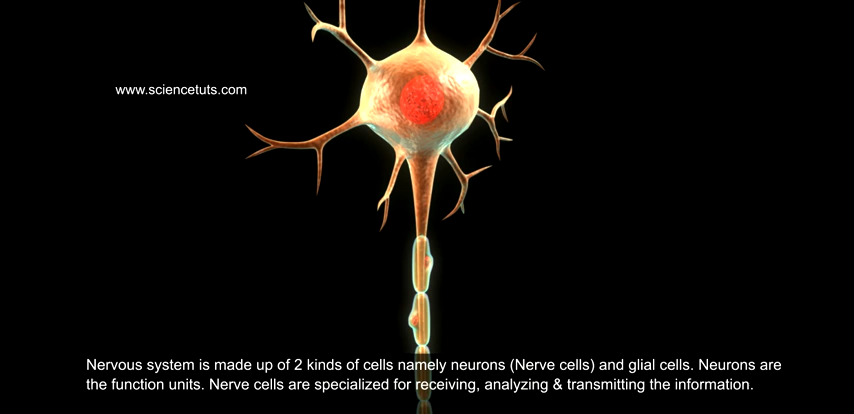 www.sciencetuts.com
Nervous system is made up of 2 kinds of cells namely neurons (Nerve cells) and glial cells. Neurons are
the function units. Nerve cells are specialized for receiving, analyzing & transmitting the information.